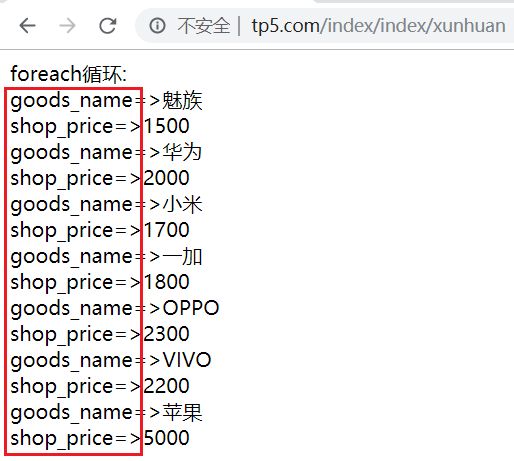 不安全 | tp5.com/index/index/xunhuan
foreach循环:
goods_name=>魅族
shop_price=>1500
goods_name=>华为
shop_price=>2000
goods_name=>小米
shop_price=>1700
goods_name=>一加
shop_price=>1800
goods_name=>OPPO
shop_price=>2300
goods_name=>VIVO
shop_price=>2200
goods_name=>苹果
shop_price=>5000